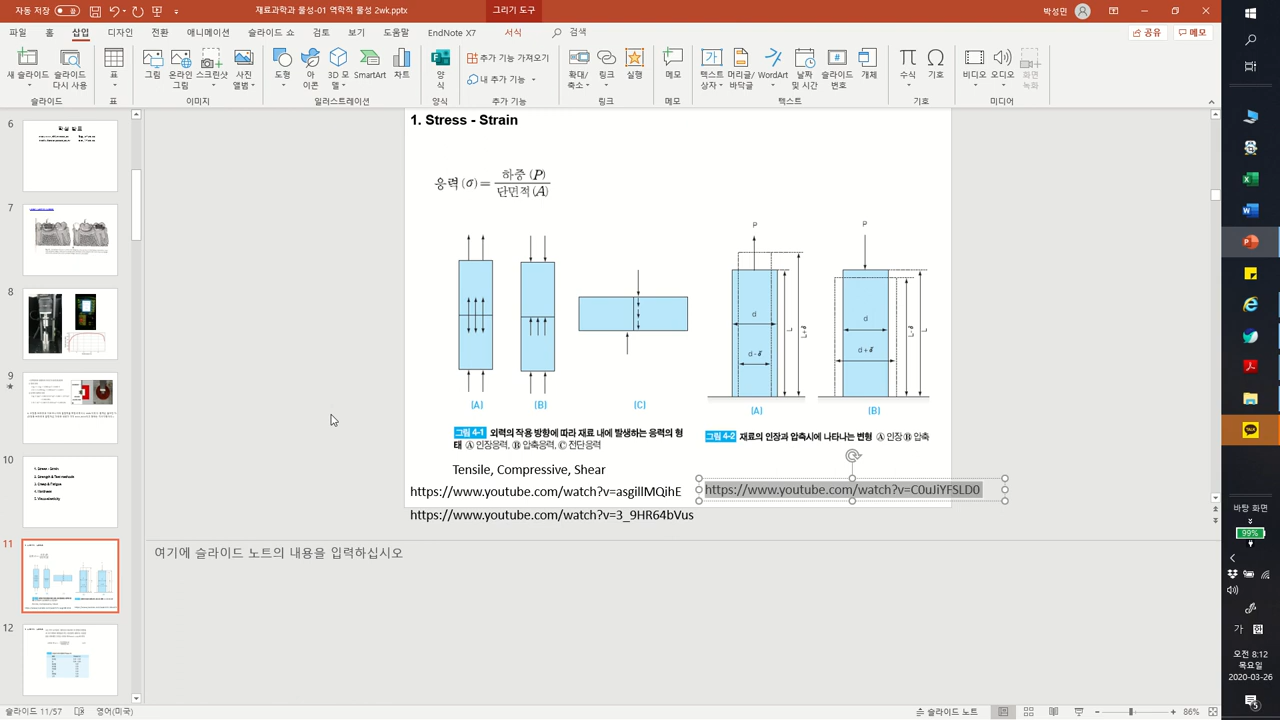 자동 저장
재료과학과 물성-01 역학적 물성 2wk.pptx
그리기 도구
박성민
파일
홈
삽입
디자인
전환
애니메이션
슬라이드 쇼
검토
보기
도움말
EndNote X7
서식
검색
공유
메모
새 슬라이드
슬라이드 다시 사용
표
그림
온라인 그림
스크린샷
사진 앨범
도형
아이콘
3D 모델
SmartArt
차트
양식
추가 기능 가져오기
내 추가 기능
확대/축소
링크
실행
메모
텍스트 상자
머리글/바닥글
WordArt
날짜 및 시간
슬라이드 번호
개체
수식
기호
비디오
오디오
화면 녹화
슬라이드
표
이미지
일러스트레이션
양식
추가 기능
링크
메모
텍스트
기호
미디어
6
7
8
9
10
1. Stress - Strain
11
12
1. Stress - Strain
응력 (σ) = 하중 (P) / 단면적 (A)
P
P
d
d - δ
L
L+δ
d
d + δ
L-δ
L
(A)
(B)
(C)
(A)
(B)
그림 4-1 외력의 작용 방향에 따라 재료 내에 발생하는 응력의 형
태 Ⓐ 인장응력, Ⓑ 압축응력, Ⓒ 전단응력
그림 4-2 재료의 인장과 압축시에 나타나는 변형 Ⓐ 인장 Ⓑ 압축
Tensile, Compressive, Shear
https://www.youtube.com/watch?v=asgillMQihE
https://www.youtube.com/watch?v=C0uJiYFSLD0
https://www.youtube.com/watch?v=3_9HR64bVus
여기에 슬라이드 노트의 내용을 입력하십시오
바탕 화면
99%
가
한
오전 8:12
목요일
2020-03-26
5
슬라이드 11/57
영어(미국)
슬라이드 노트
86%